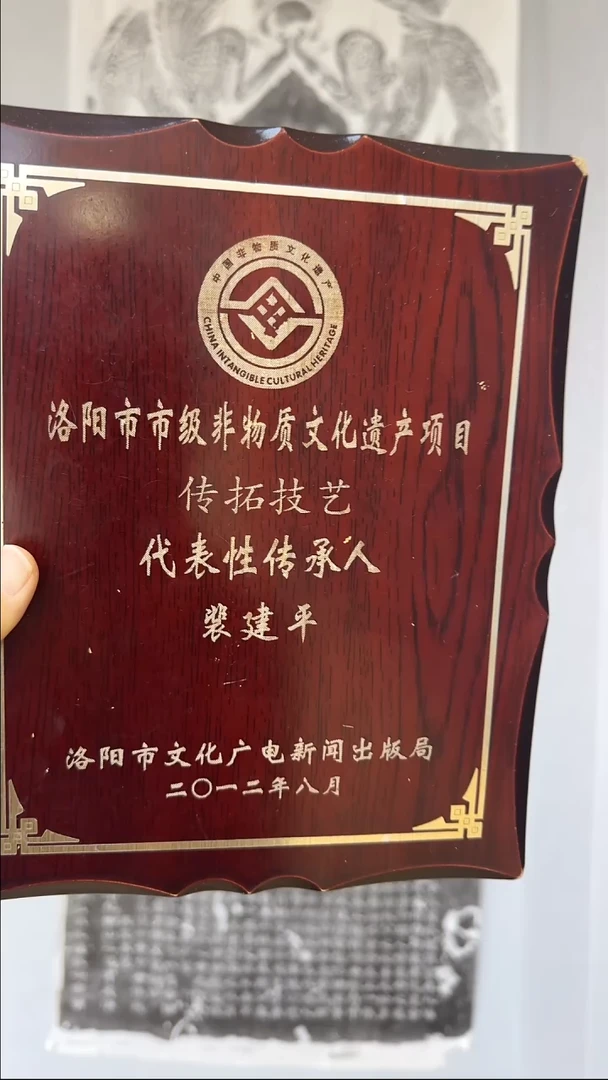 中国非物质文化遗产
CHINA INTANGIBLE CULTURAL HERITAGE
洛阳市市级非物质文化遗产项目
传拓技艺
代表性传承人
裴建平
洛阳市文化广电新闻出版局
二〇一二年八月